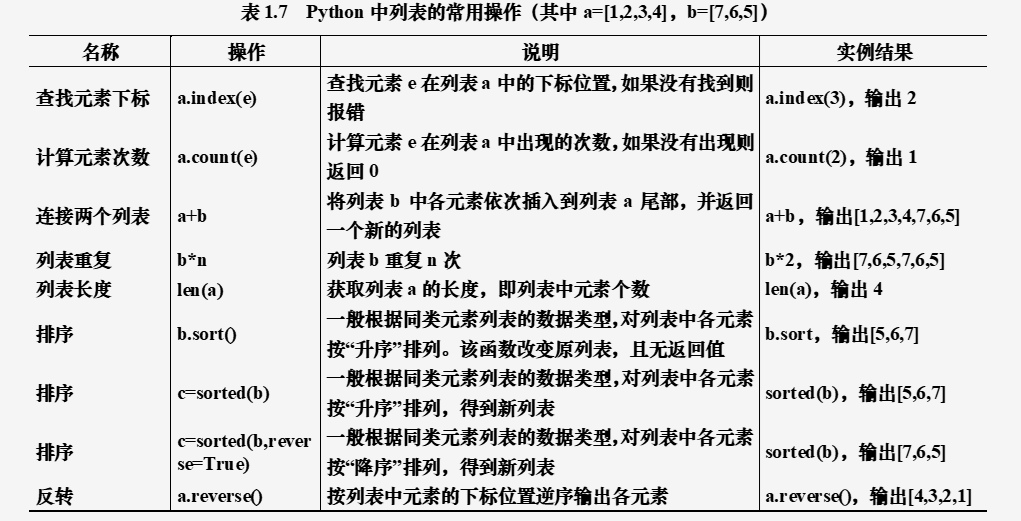 表 1.7 Python 中列表的常用操作（其中 a=[1,2,3,4]，b=[7,6,5]）
名称 操作 说明 实例结果
查找元素下标 a.index(e) 查找元素 e 在列表 a 中的下标位置，如果没有找到则
报错 a.index(3)，输出 2
计算元素次数 a.count(e) 计算元素 e 在列表 a 中出现的次数，如果没有出现则
返回 0 a.count(2)，输出 1
连接两个列表 a+b 将列表 b 中各元素依次插入到列表 a 尾部，并返回
一个新的列表 a+b，输出[1,2,3,4,7,6,5]
列表重复 b*n 列表 b 重复 n 次 b*2，输出[7,6,5,7,6,5]
列表长度 len(a) 获取列表 a 的长度，即列表中元素个数 len(a)，输出 4
排序 b.sort() 一般根据同类元素列表的数据类型，对列表中各元素
按“升序”排列。该函数改变原列表，且无返回值 b.sort，输出[5,6,7]
排序 c=sorted(b) 一般根据同类元素列表的数据类型，对列表中各元素
按“升序”排列，得到新列表 sorted(b)，输出[5,6,7]
排序 c=sorted(b,rever
se=True) 一般根据同类元素列表的数据类型，对列表中各元素
按“降序”排列，得到新列表 sorted(b)，输出[7,6,5]
反转 a.reverse() 按列表中元素的下标位置逆序输出各元素 a.reverse()，输出[4,3,2,1]